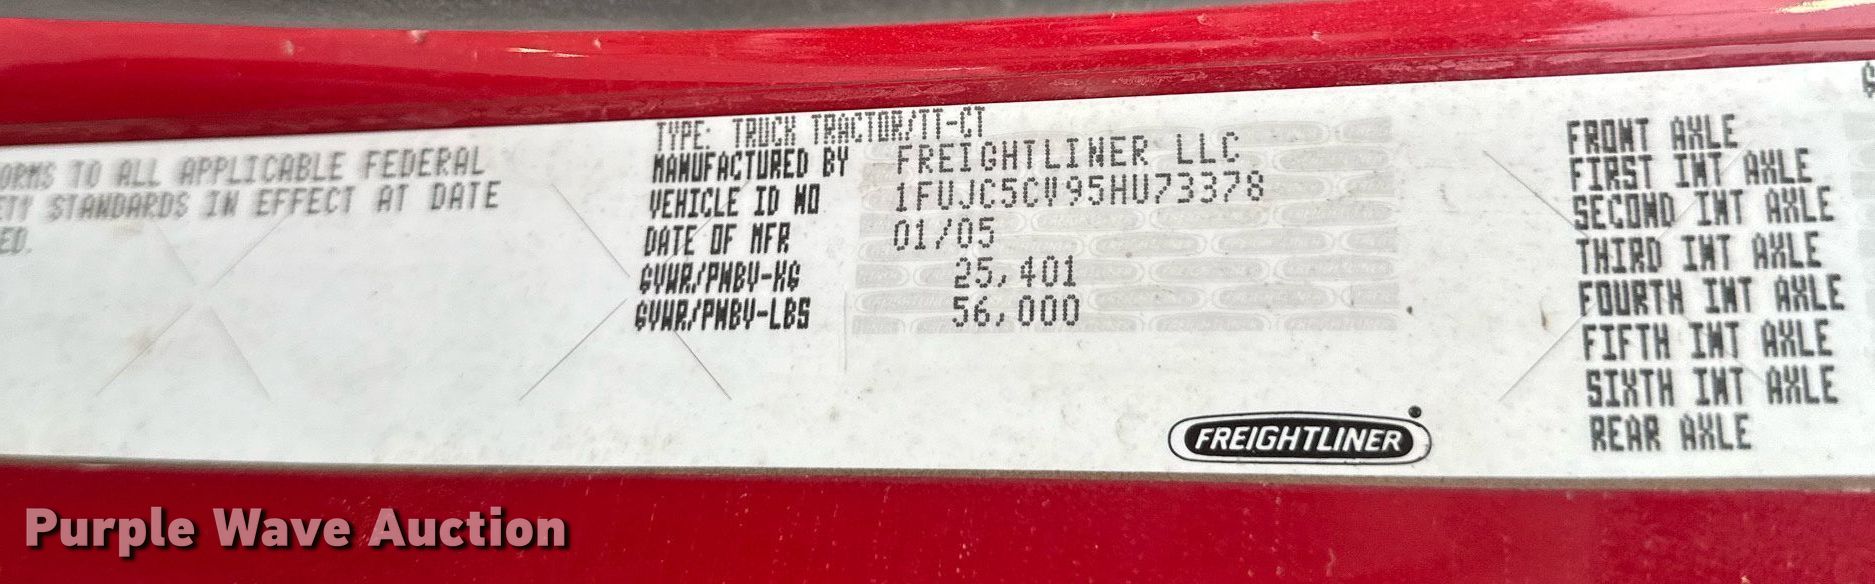 ORMS TO ALL APPLICABLE FEDERAL
ETY STANDARDS IN EFFECT AT DATE
ED.
TYPE: TRUCK TRACTOR/TT-CT
MANUFACTURED BY FREIGHTLINER LLC
VEHICLE ID NO 1FUJC5CV95HU73378
DATE OF MFR 01/05
GVWR/PNBV-KG 25,401
GVWR/PNBV-LBS 56,000
FREIGHTLINER
FRONT AXLE
FIRST INT AXLE
SECOND INT AXLE
THIRD INT AXLE
FOURTH INT AXLE
FIFTH INT AXLE
SIXTH INT AXLE
REAR AXLE
Purple Wave Auction